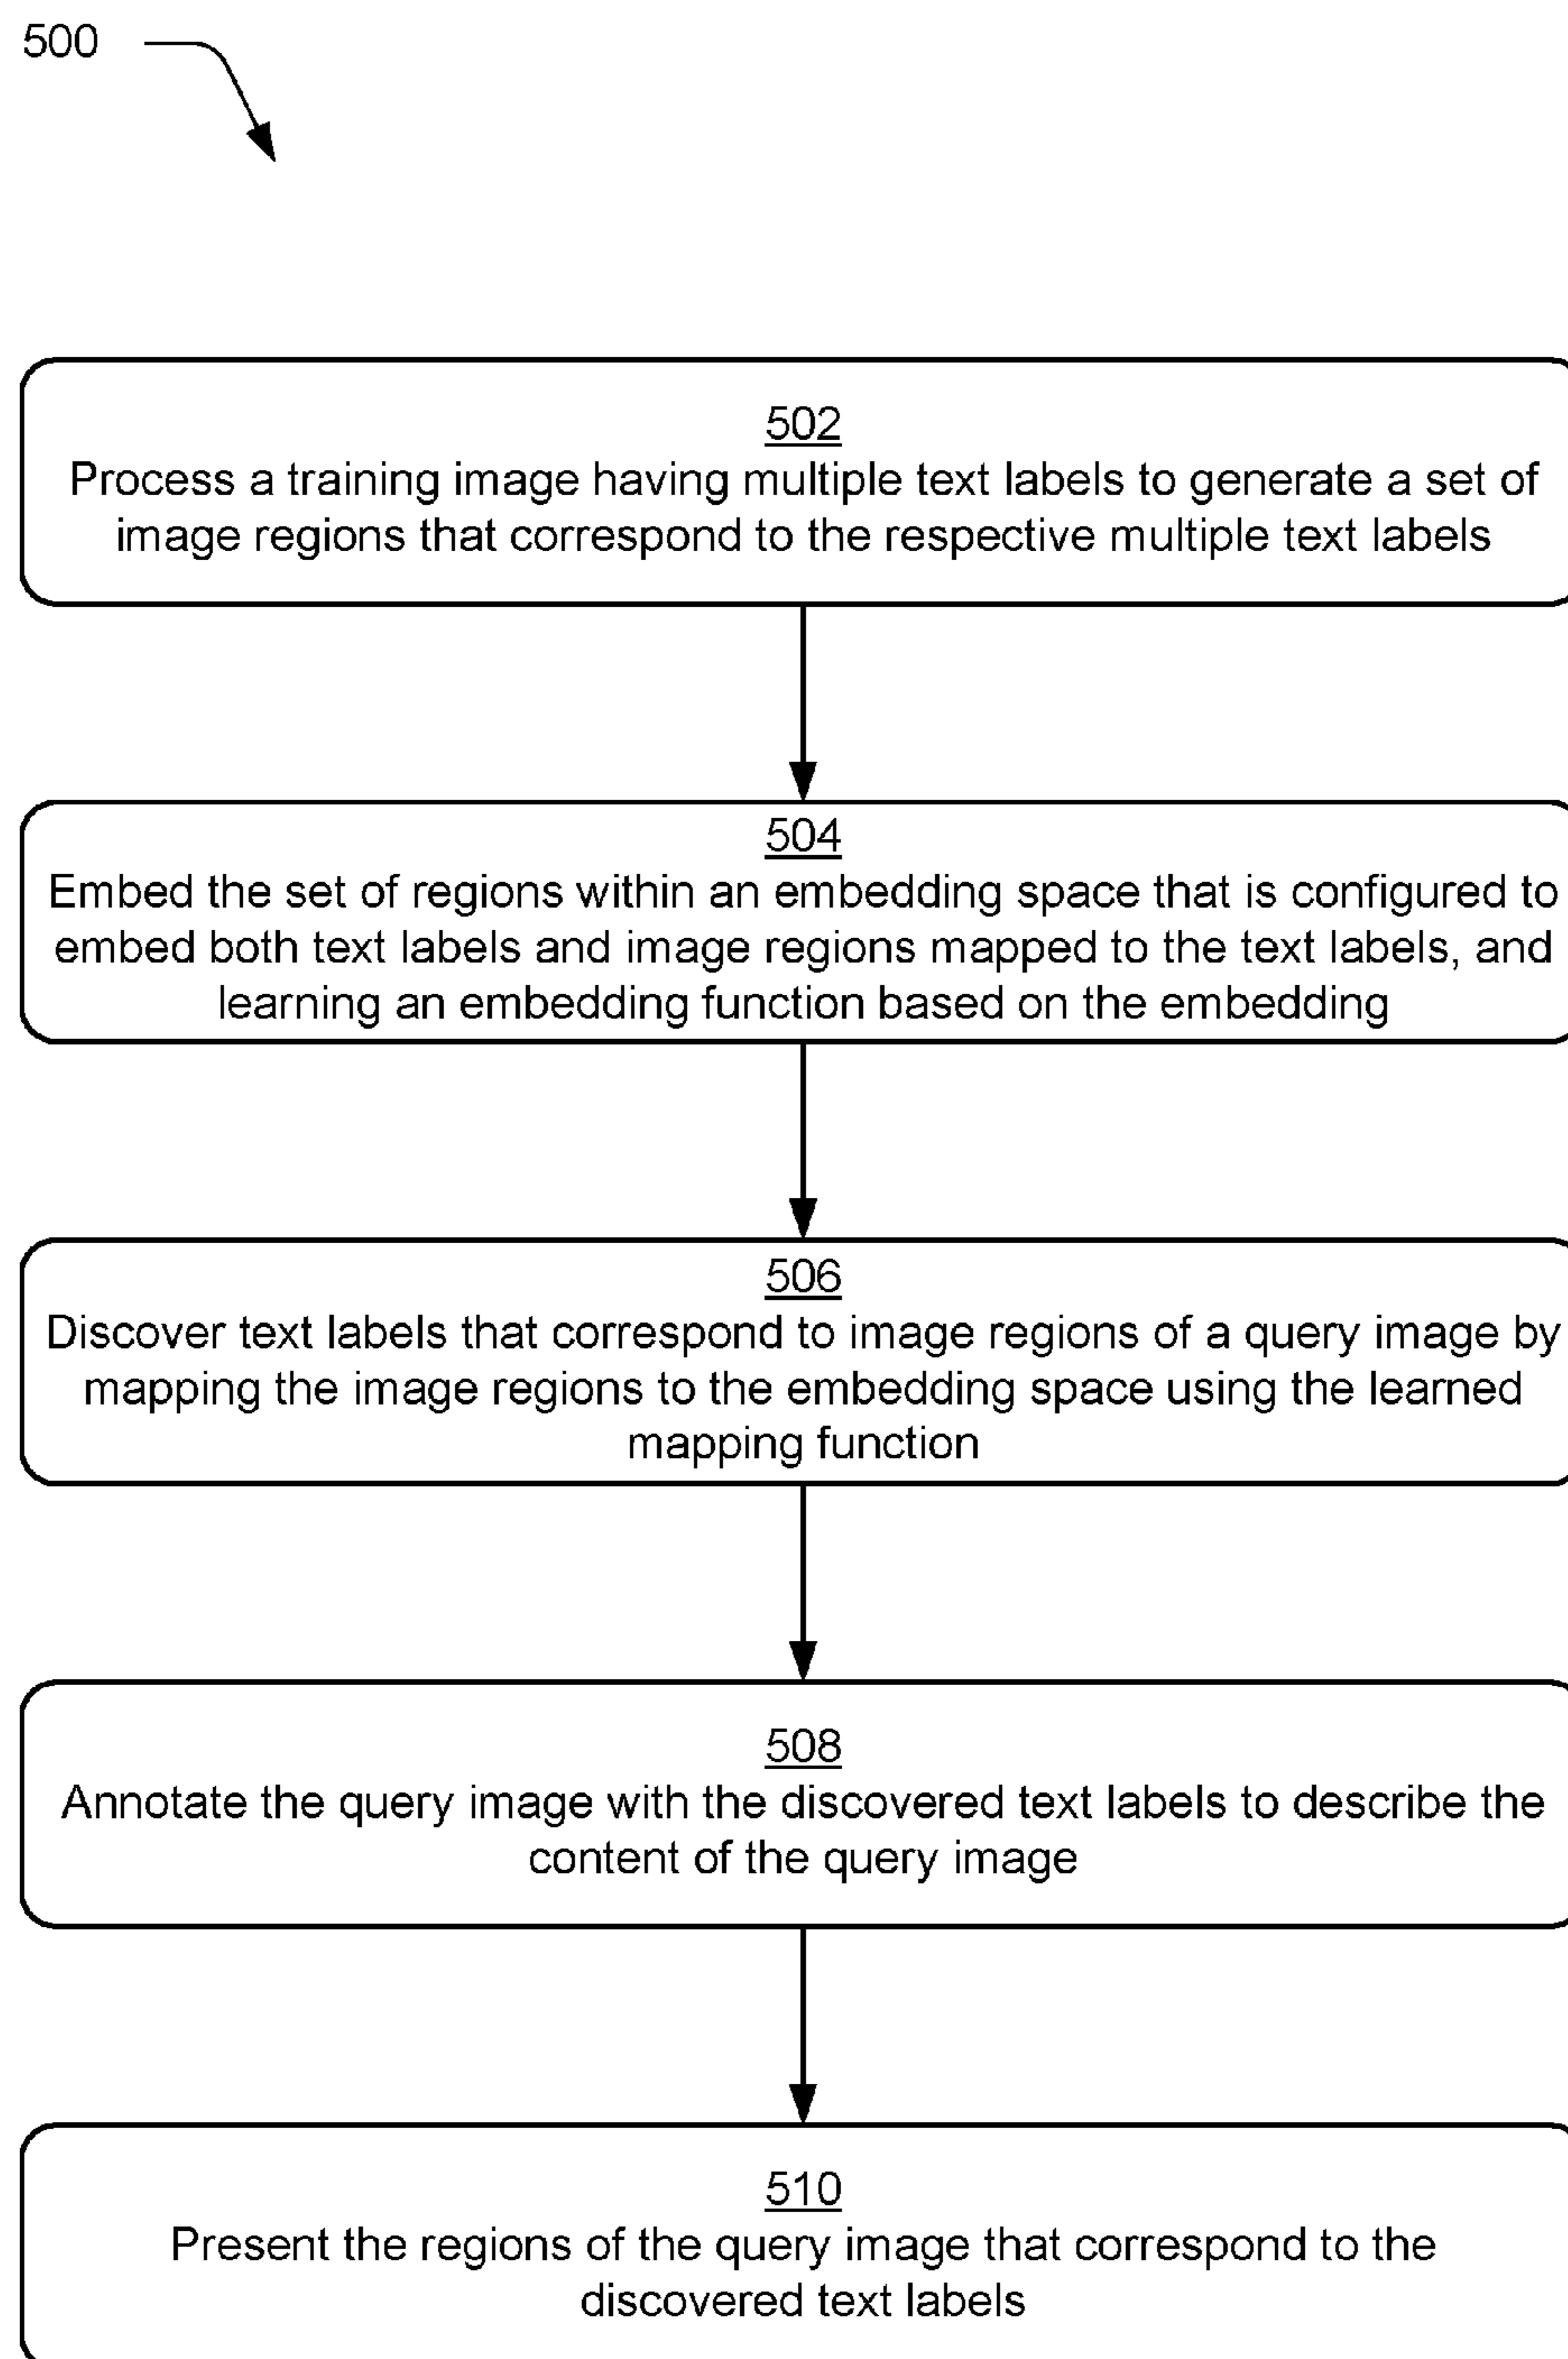 500
502
Process a training image having multiple text labels to generate a set of
image regions that correspond to the respective multiple text labels
504
Embed the set of regions within an embedding space that is configured to
embed both text labels and image regions mapped to the text labels, and
learning an embedding function based on the embedding
506
Discover text labels that correspond to image regions of a query image by
mapping the image regions to the embedding space using the learned
mapping function
508
Annotate the query image with the discovered text labels to describe the
content of the query image
510
Present the regions of the query image that correspond to the
discovered text labels